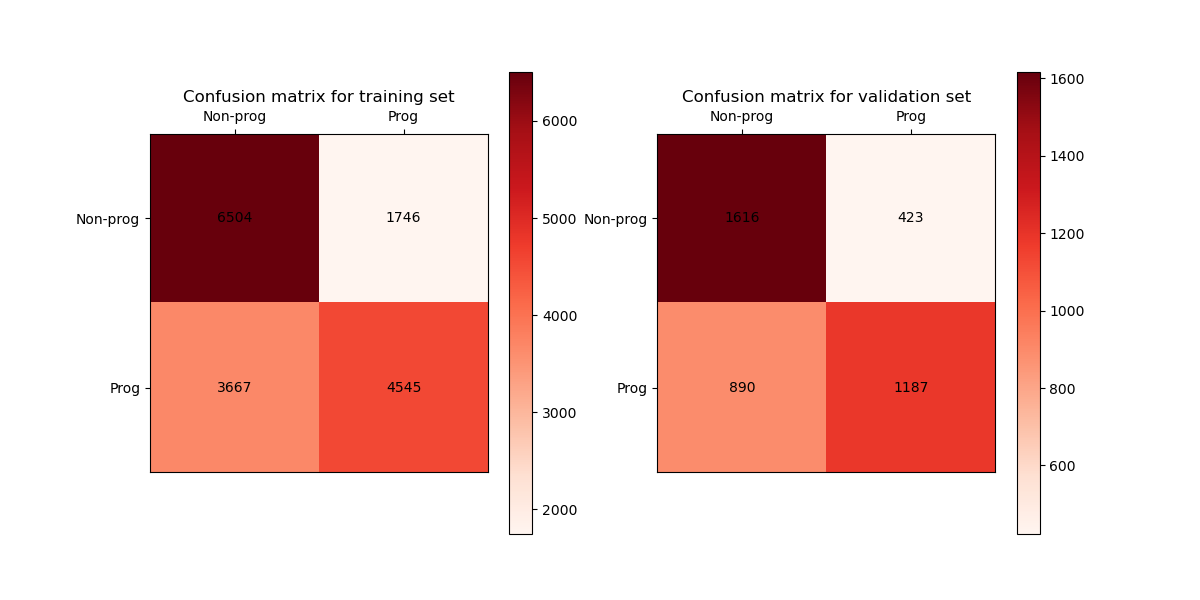 Confusion matrix for training set
Non-prog Prog
Non-prog 6504 1746
Prog 3667 4545
6000
5000
4000
3000
2000
Confusion matrix for validation set
Non-prog Prog
Non-prog 1616 423
Prog 890 1187
1600
1400
1200
1000
800
600